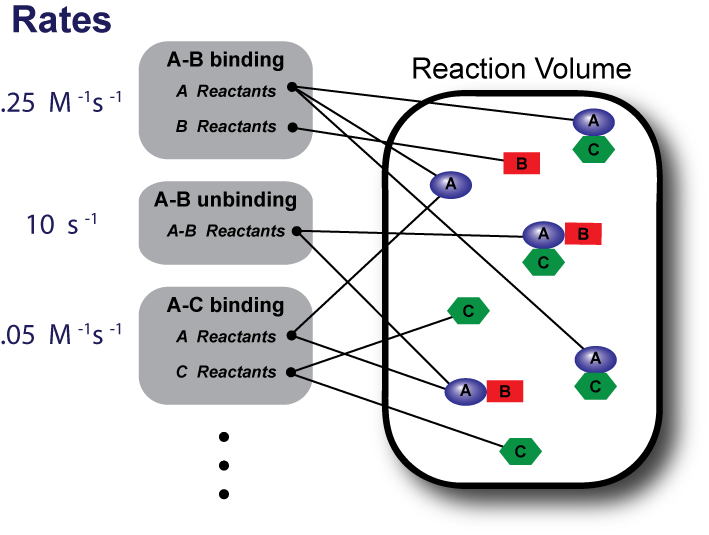 Rates
A-B binding
A Reactants
B Reactants
.25 M -1s -1
A-B unbinding
A-B Reactants
10 s -1
A-C binding
A Reactants
C Reactants
.05 M -1s-1
Reaction Volume
A
C
B
A
A B
C
C
A
C
A B
C